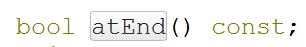 bool atEnd() const;